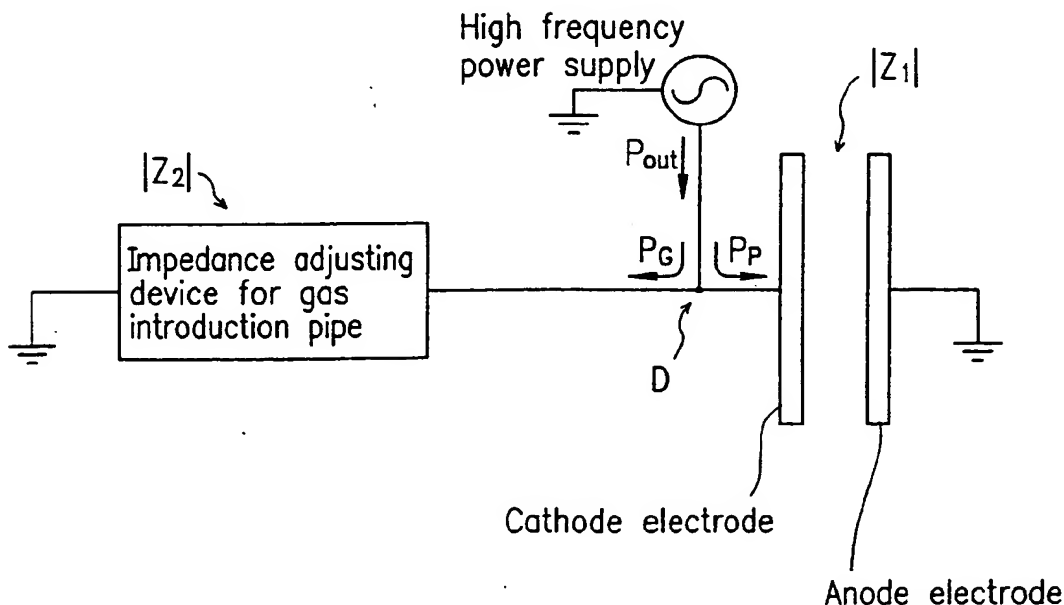 High frequency
power supply
|Z₁|
Pout
|Z₂|
PG
PP
Impedance adjusting
device for gas
introduction pipe
D
Cathode electrode
Anode electrode